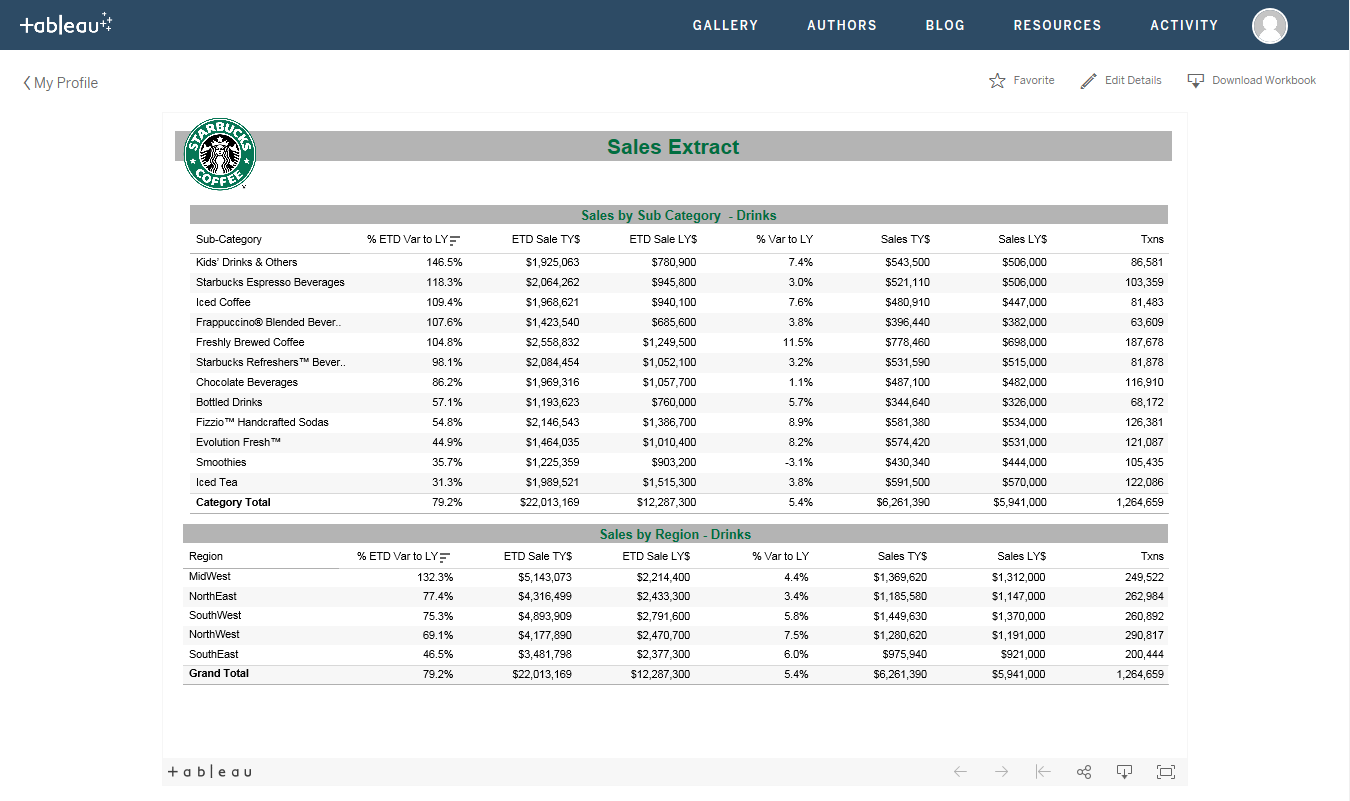 +ableau
GALLERY AUTHORS BLOG RESOURCES ACTIVITY
My Profile Favorite Edit Details Download Workbook
STARBUCKS
COFFEE
Sales Extract
Sales by Sub Category - Drinks
Sub-Category % ETD Var to LY ETD Sale TY$ ETD Sale LY$ % Var to LY Sales TY$ Sales LY$ Txns
Kids' Drinks & Others 146.5% $1,925,063 $780,900 7.4% $543,500 $506,000 86,581
Starbucks Espresso Beverages 118.3% $2,064,262 $945,800 3.0% $521,110 $506,000 103,359
Iced Coffee 109.4% $1,968,621 $940,100 7.6% $480,910 $447,000 81,483
Frappuccino® Blended Bever.. 107.6% $1,423,540 $685,600 3.8% $396,440 $382,000 63,609
Freshly Brewed Coffee 104.8% $2,558,832 $1,249,500 11.5% $778,460 $698,000 187,678
Starbucks Refreshers™ Bever.. 98.1% $2,084,454 $1,052,100 3.2% $531,590 $515,000 81,878
Chocolate Beverages 86.2% $1,969,316 $1,057,700 1.1% $487,100 $482,000 116,910
Bottled Drinks 57.1% $1,193,623 $760,000 5.7% $344,640 $326,000 68,172
Fizzio™ Handcrafted Sodas 54.8% $2,146,543 $1,386,700 8.9% $581,380 $534,000 126,381
Evolution Fresh™ 44.9% $1,464,035 $1,010,400 8.2% $574,420 $531,000 121,087
Smoothies 35.7% $1,225,359 $903,200 -3.1% $430,340 $444,000 105,435
Iced Tea 31.3% $1,989,521 $1,515,300 3.8% $591,500 $570,000 122,086
Category Total 79.2% $22,013,169 $12,287,300 5.4% $6,261,390 $5,941,000 1,264,659
Sales by Region - Drinks
Region % ETD Var to LY ETD Sale TY$ ETD Sale LY$ % Var to LY Sales TY$ Sales LY$ Txns
MidWest 132.3% $5,143,073 $2,214,400 4.4% $1,369,620 $1,312,000 249,522
NorthEast 77.4% $4,316,499 $2,433,300 3.4% $1,185,580 $1,147,000 262,984
SouthWest 75.3% $4,893,909 $2,791,600 5.8% $1,449,630 $1,370,000 260,892
NorthWest 69.1% $4,177,890 $2,470,700 7.5% $1,280,620 $1,191,000 290,817
SouthEast 46.5% $3,481,798 $2,377,300 6.0% $975,940 $921,000 200,444
Grand Total 79.2% $22,013,169 $12,287,300 5.4% $6,261,390 $5,941,000 1,264,659
+ableau